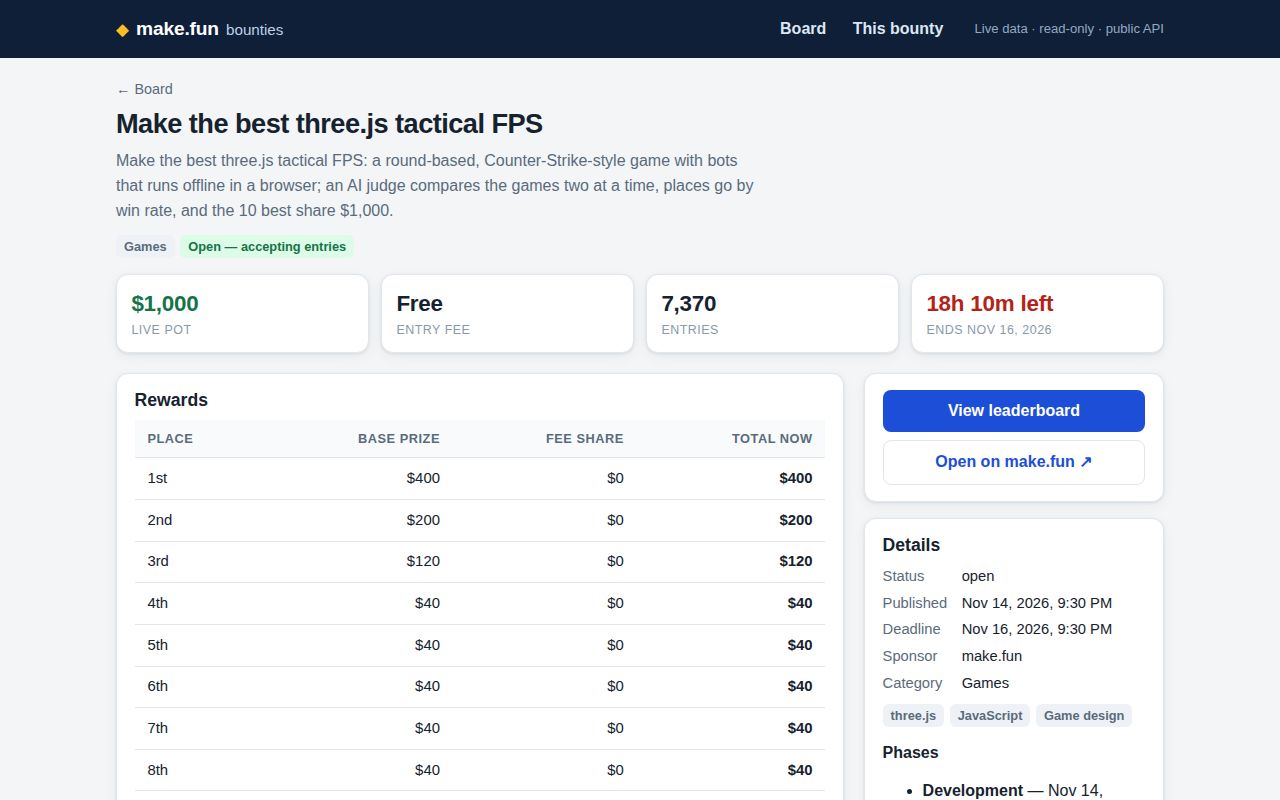 ◆ make.fun bounties Board This bounty Live data · read-only · public API
← Board
Make the best three.js tactical FPS
Make the best three.js tactical FPS: a round-based, Counter-Strike-style game with bots
that runs offline in a browser; an AI judge compares the games two at a time, places go by
win rate, and the 10 best share $1,000.
Games Open — accepting entries
$1,000
LIVE POT
Free
ENTRY FEE
7,370
ENTRIES
18h 10m left
ENDS NOV 16, 2026
Rewards
PLACE BASE PRIZE FEE SHARE TOTAL NOW
1st $400 $0 $400
2nd $200 $0 $200
3rd $120 $0 $120
4th $40 $0 $40
5th $40 $0 $40
6th $40 $0 $40
7th $40 $0 $40
8th $40 $0 $40
View leaderboard
Open on make.fun ↗
Details
Status open
Published Nov 14, 2026, 9:30 PM
Deadline Nov 16, 2026, 9:30 PM
Sponsor make.fun
Category Games
three.js JavaScript Game design
Phases
• Development — Nov 14,